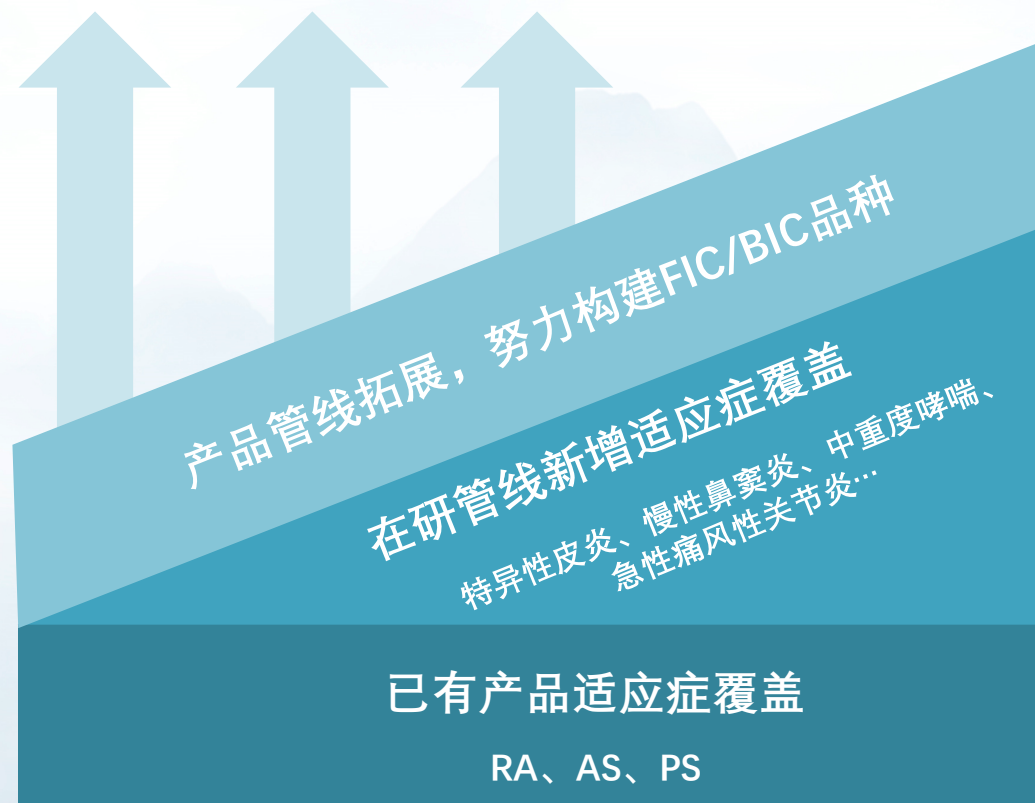 产品管线拓展，努力构建FIC/BIC品种
在研管线新增适应症覆盖
特异性皮炎、慢性鼻窦炎、中重度哮喘、
急性痛风性关节炎…
已有产品适应症覆盖
RA、AS、PS